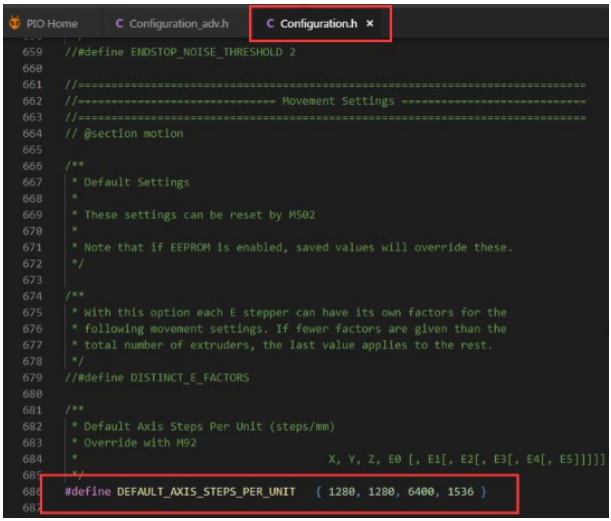 PIO Home C Configuration_adv.h C Configuration.h ×
659 //#define ENDSTOP_NOISE_THRESHOLD 2
660
661 //=============================================================================
662 //============================== Movement Settings ============================
663 //=============================================================================
664 // @section motion
665
666 /**
667 * Default Settings
668 *
669 * These settings can be reset by M502
670 *
671 * Note that if EEPROM is enabled, saved values will override these.
672 */
673
674 /**
675 * With this option each E stepper can have its own factors for the
676 * following movement settings. If fewer factors are given than the
677 * total number of extruders, the last value applies to the rest.
678 */
679 //#define DISTINCT_E_FACTORS
680
681 /**
682 * Default Axis Steps Per Unit (steps/mm)
683 * Override with M92
684 * X, Y, Z, E0 [, E1[, E2[, E3[, E4[, E5]]]]]
685 */
686 #define DEFAULT_AXIS_STEPS_PER_UNIT { 1280, 1280, 6400, 1536 }
687